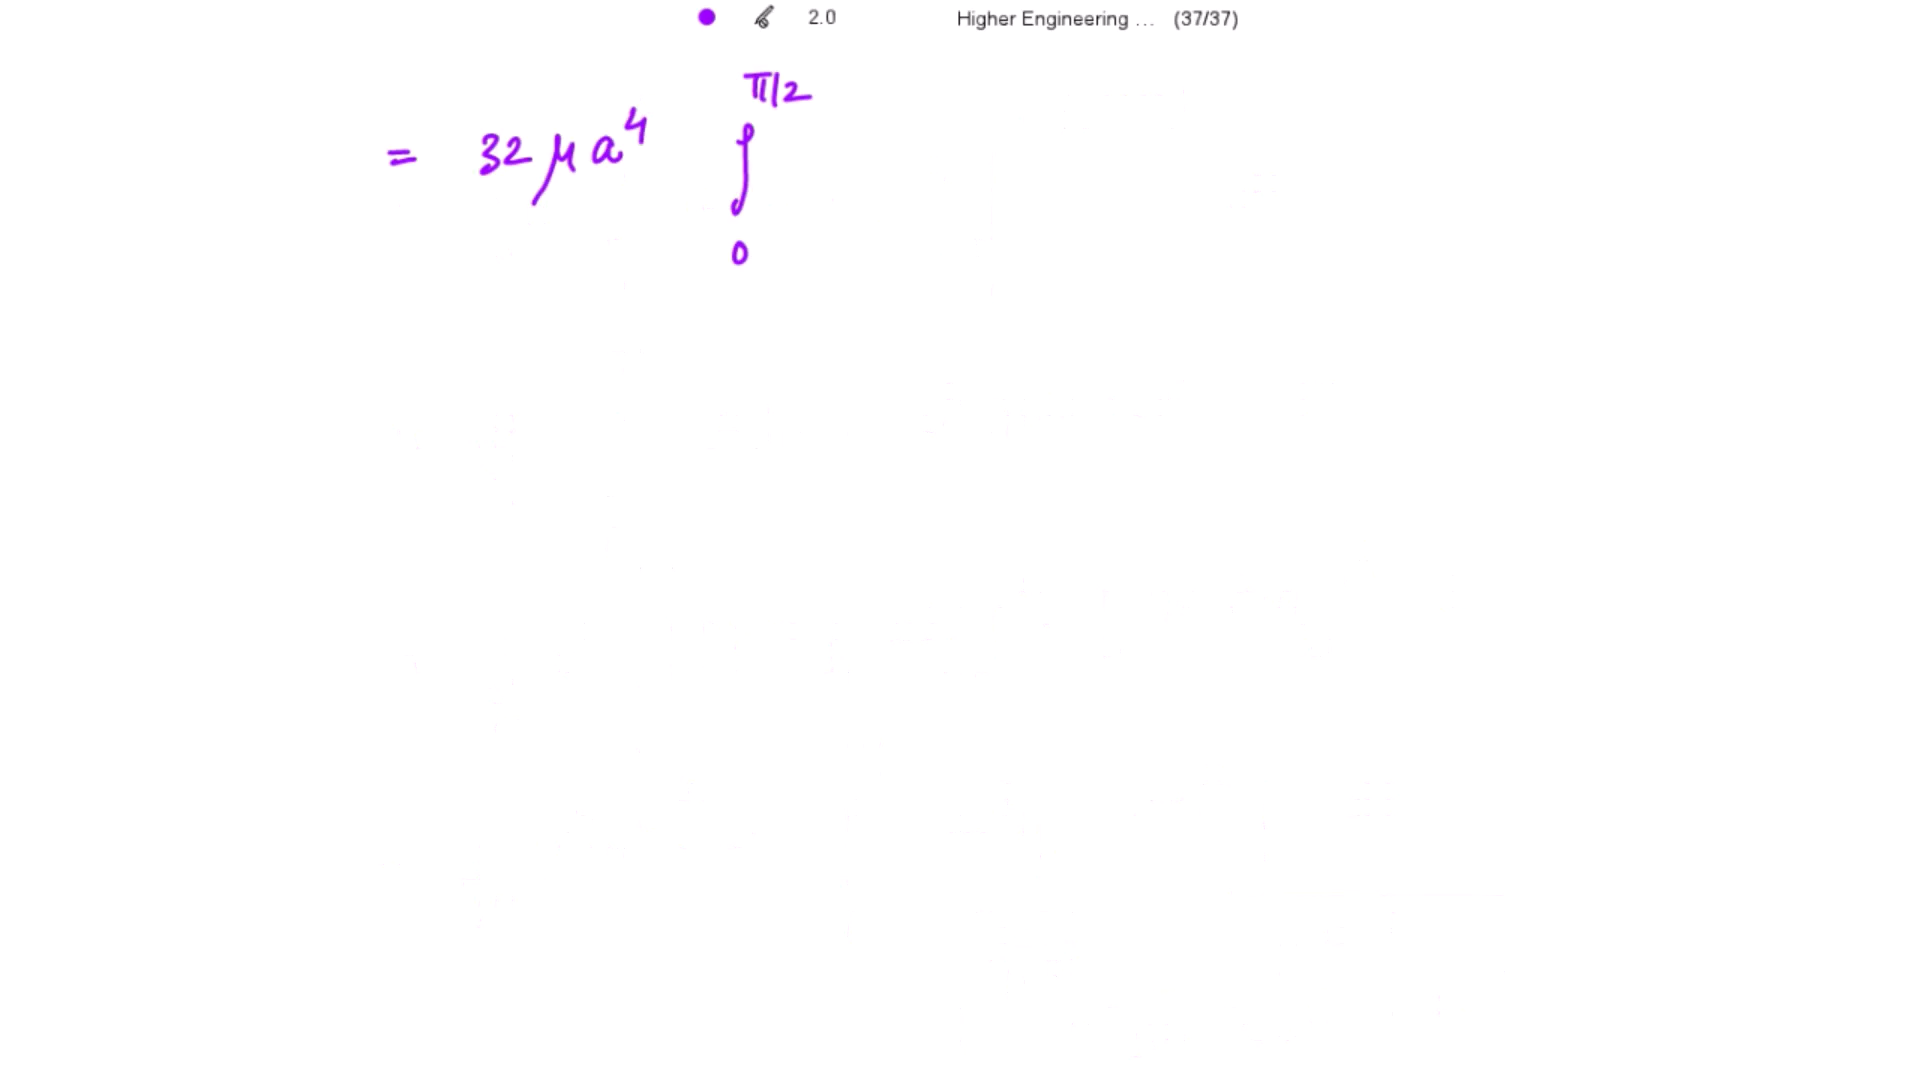 2.0 Higher Engineering ... (37/37)
π/2
= 32 μ a⁴ ∫
0